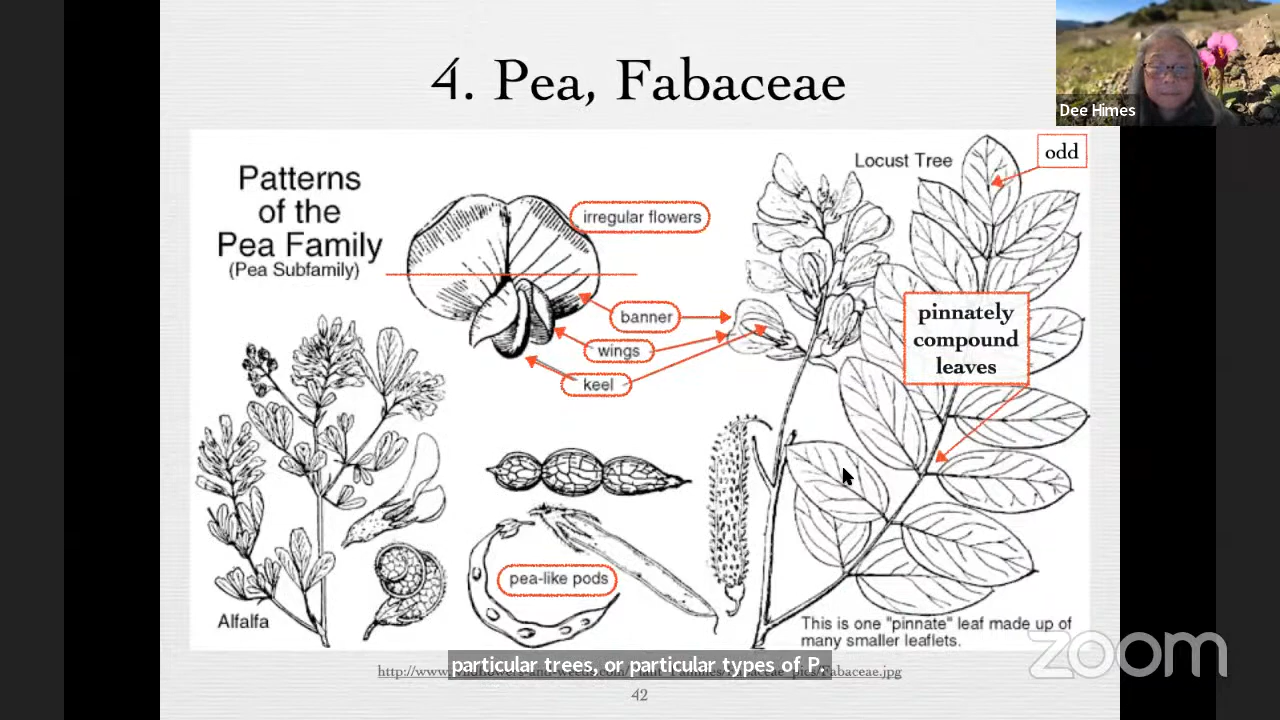 4. Pea, Fabaceae
Dee Himes
Patterns
of the
Pea Family
(Pea Subfamily)
irregular flowers
banner
wings
keel
Locust Tree
odd
pinnately
compound
leaves
pea-like pods
Alfalfa
This is one "pinnate" leaf made up of
many smaller leaflets.
zoom
particular trees, or particular types of P.
42